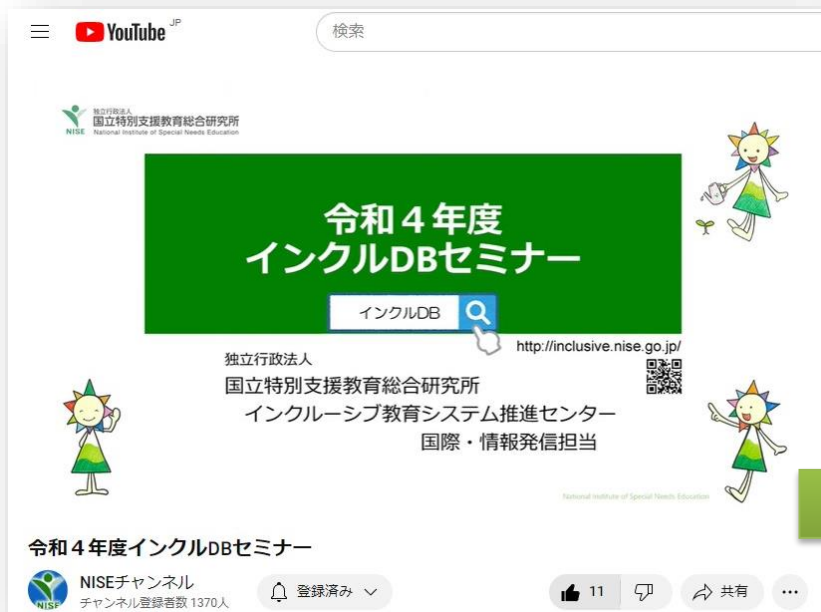 YouTube JP
検索
独立行政法人
国立特別支援教育総合研究所
NISE National Institute of Special Needs Education
令和４年度
インクルDBセミナー
インクルDB
http://inclusive.nise.go.jp/
独立行政法人
国立特別支援教育総合研究所
インクルーシブ教育システム推進センター
国際・情報発信担当
National Institute of Special Needs Education
令和４年度インクルDBセミナー
NISEチャンネル
チャンネル登録者数 1370人
NISE
登録済み
11
共有